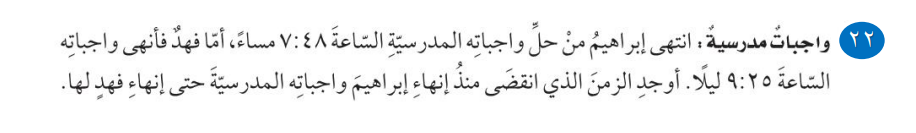 ٢٢ واجباتٌ مدرسيةٌ: انتهى إبراهيمُ منْ حلِّ واجباتِه المدرسيّةِ السّاعةَ ٧:٤٨ مساءً، أمّا فهدٌ فأنهى واجباتِه
السّاعةَ ٩:٢٥ ليلًا. أوجدِ الزمنَ الذي انقضَى منذُ إنهاءِ إبراهيمَ واجباتِه المدرسيّةَ حتى إنهاءِ فهدٍ لها.